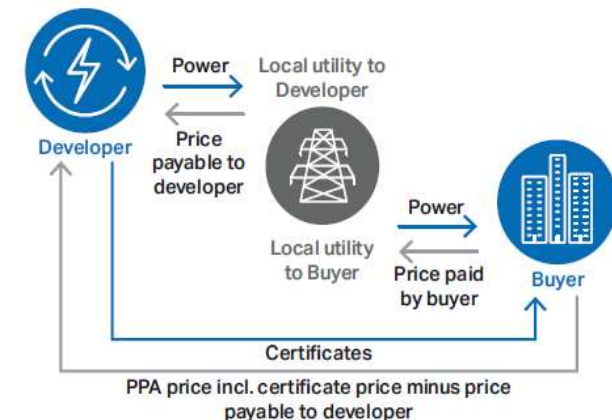 Power
Local utility to
Developer
Developer
Price
payable to
developer
Power
Local utility
to Buyer
Price paid
by buyer
Buyer
Certificates
PPA price incl. certificate price minus price
payable to developer